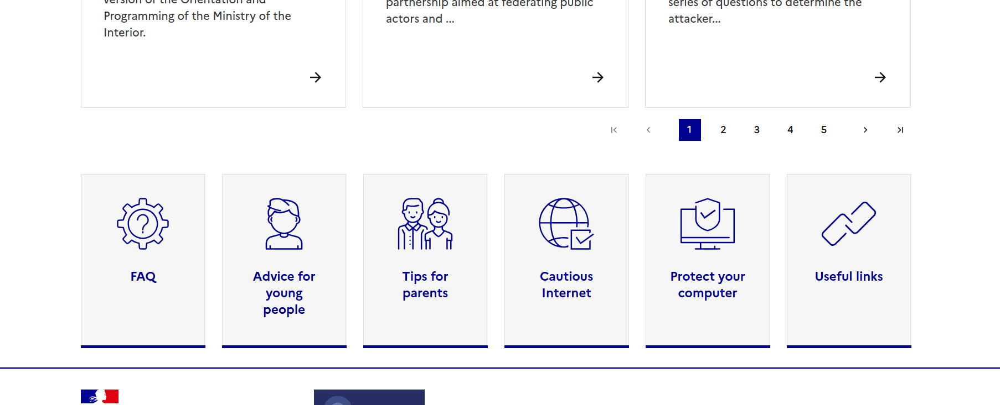 version of the Orientation and
Programming of the Ministry of the
Interior.
partnership aimed at federating public
actors and ...
series of questions to determine the
attacker...
1 2 3 4 5
FAQ
Advice for
young
people
Tips for
parents
Cautious
Internet
Protect your
computer
Useful links